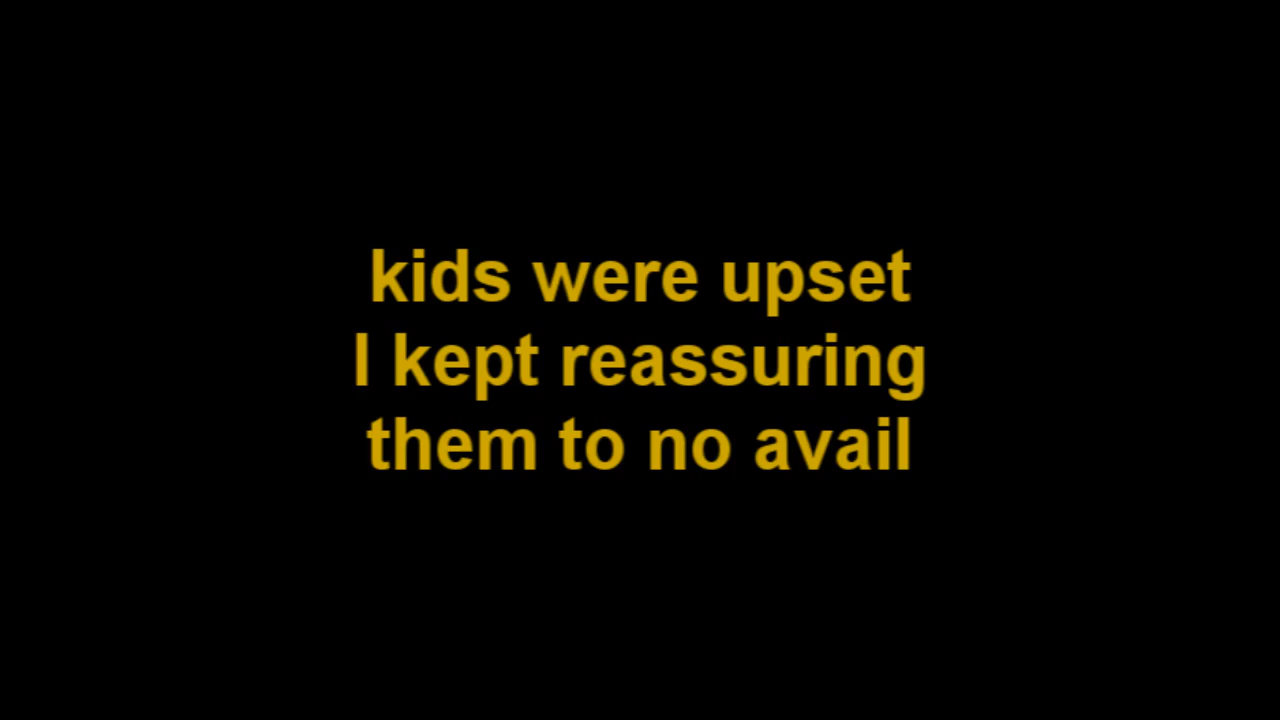 kids were upset
I kept reassuring
them to no avail